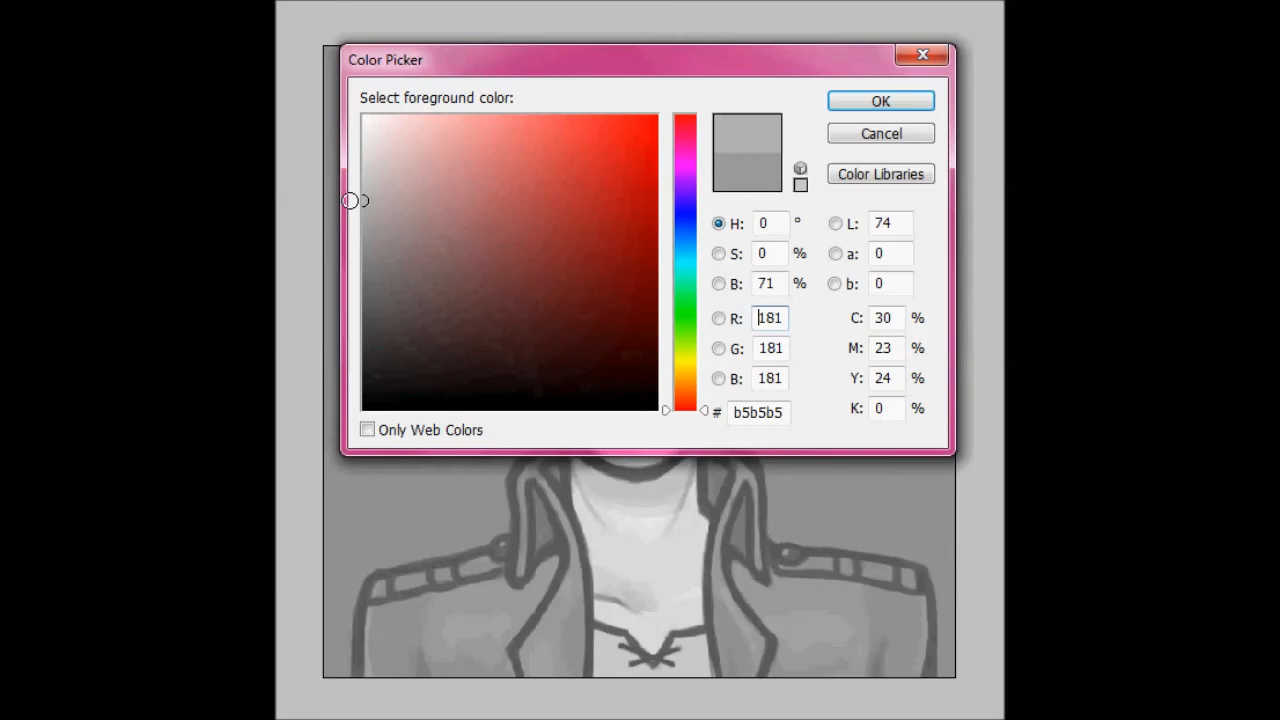 Color Picker
Select foreground color:
OK
Cancel
Color Libraries
H: 0 °
L: 74
S: 0 %
a: 0
B: 71 %
b: 0
R: 181
C: 30 %
G: 181
M: 23 %
B: 181
Y: 24 %
# b5b5b5
K: 0 %
Only Web Colors